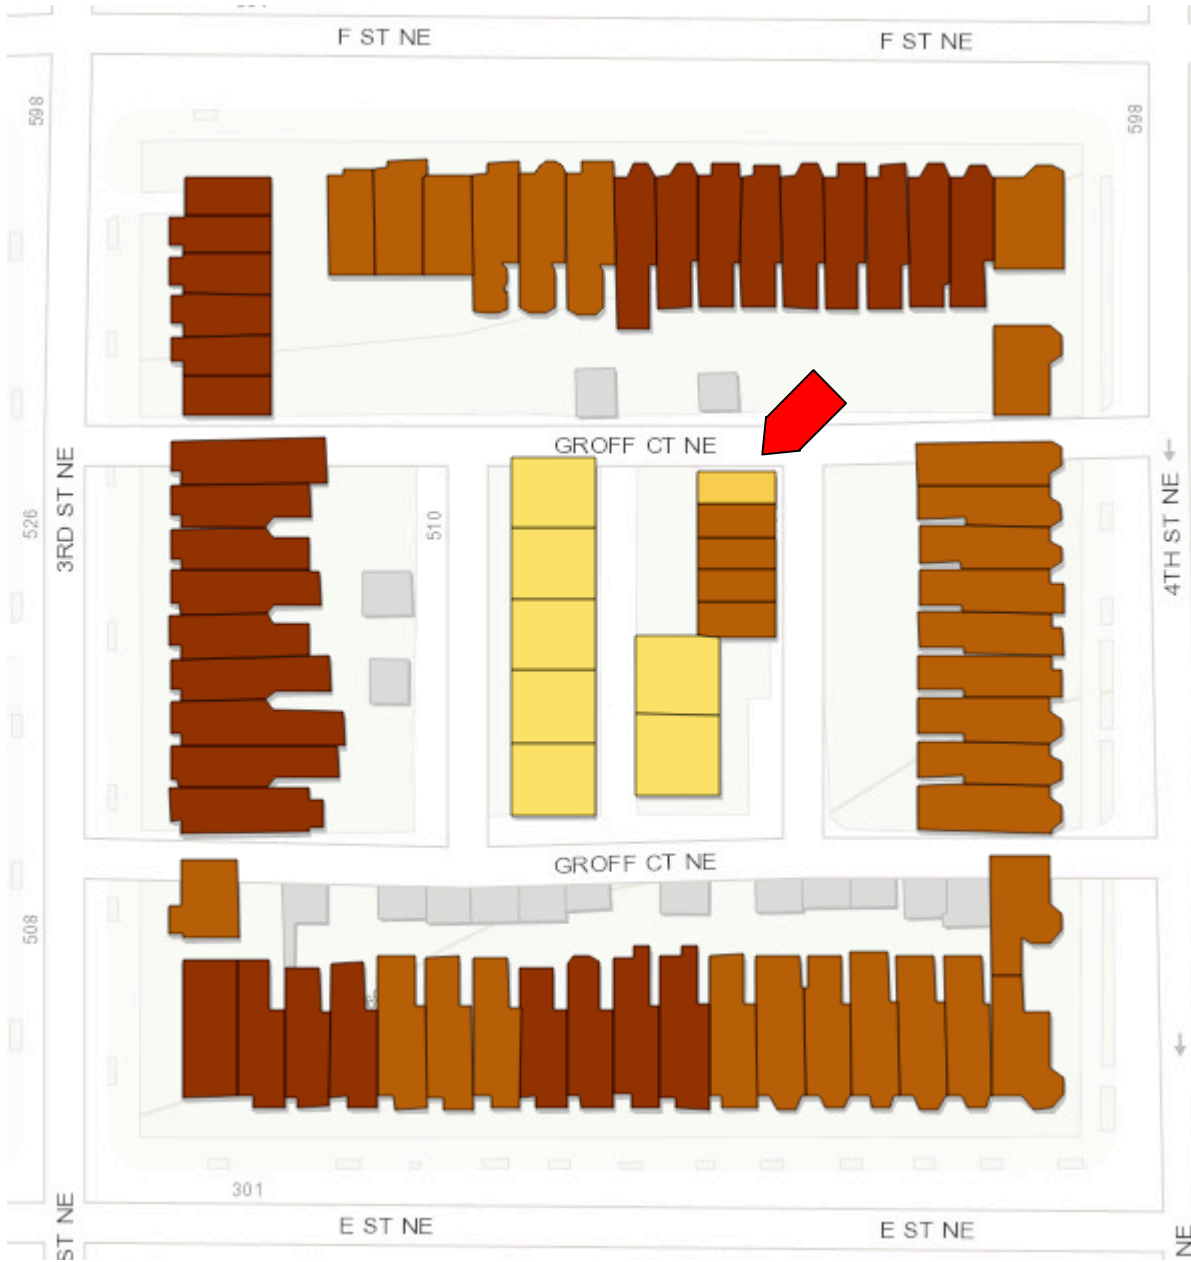 F ST NE
F ST NE
598
598
GROFF CT NE
3RD ST NE
526
510
4TH ST NE
GROFF CT NE
508
301
E ST NE
E ST NE
ST NE
NE